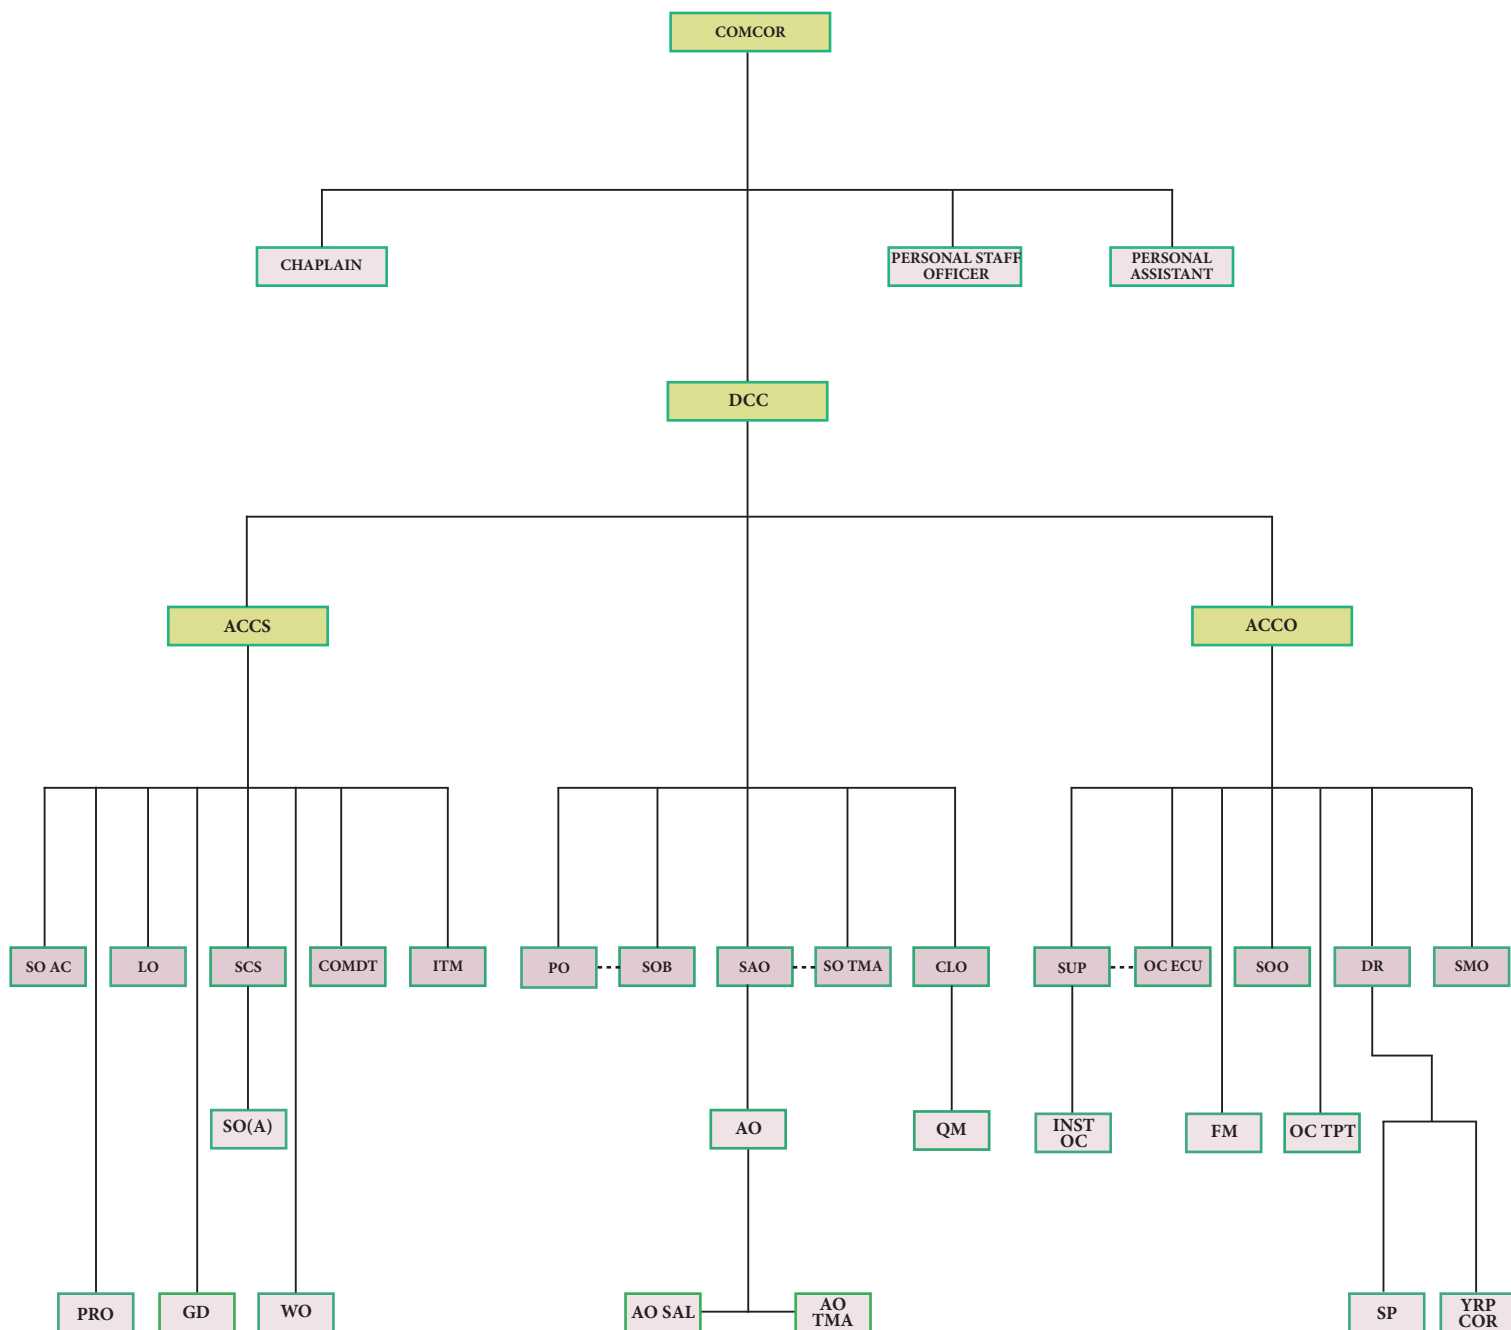 COMCOR
CHAPLAIN
PERSONAL STAFF
OFFICER
PERSONAL
ASSISTANT
DCC
ACCS
ACCO
SO AC
LO
SCS
COMDT
ITM
PO
SOB
SAO
SO TMA
CLO
SUP
OC ECU
SOO
DR
SMO
SO(A)
AO
QM
INST
OC
FM
OC TPT
PRO
GD
WO
AO SAL
AO
TMA
SP
YRP
COR